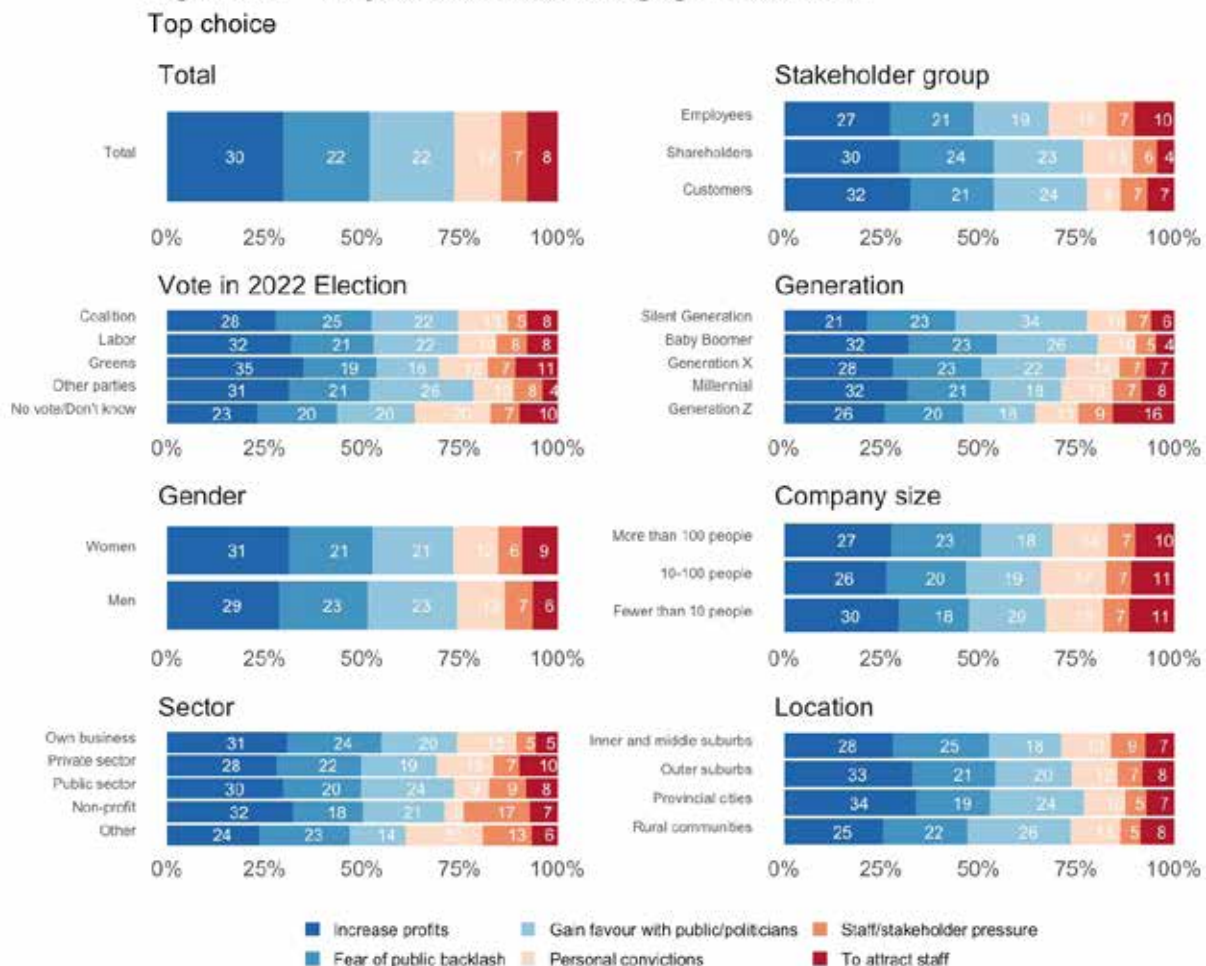 Top choice
Total
Total 30 22 22 7 8
0% 25% 50% 75% 100%
Stakeholder group
Employees 27 21 19 7 10
Shareholders 30 24 23 6 4
Customers 32 21 24 7 7
0% 25% 50% 75% 100%
Vote in 2022 Election
Coalition 28 25 22 5 8
Labor 32 21 22 8 8
Greens 35 19 16 7 11
Other parties 31 21 26 8 4
No vote/Don't know 23 20 20 7 10
0% 25% 50% 75% 100%
Generation
Silent Generation 21 23 34 7 6
Baby Boomer 32 23 26 5 4
Generation X 28 23 22 7 7
Millennial 32 21 18 7 8
Generation Z 26 20 18 9 16
0% 25% 50% 75% 100%
Gender
Women 31 21 21 6 9
Men 29 23 23 7 6
0% 25% 50% 75% 100%
Company size
More than 100 people 27 23 18 7 10
10-100 people 26 20 19 7 11
Fewer than 10 people 30 18 20 7 11
0% 25% 50% 75% 100%
Sector
Own business 31 24 20 5 5
Private sector 28 22 19 7 10
Public sector 30 20 24 9 9 8
Non-profit 32 18 21 17 7
Other 24 23 14 13 6
0% 25% 50% 75% 100%
Location
Inner and middle suburbs 28 25 18 9 7
Outer suburbs 33 21 20 7 8
Provincial cities 34 19 24 5 7
Rural communities 25 22 26 5 8
0% 25% 50% 75% 100%
Increase profits Gain favour with public/politicians Staff/stakeholder pressure
Fear of public backlash Personal convictions To attract staff